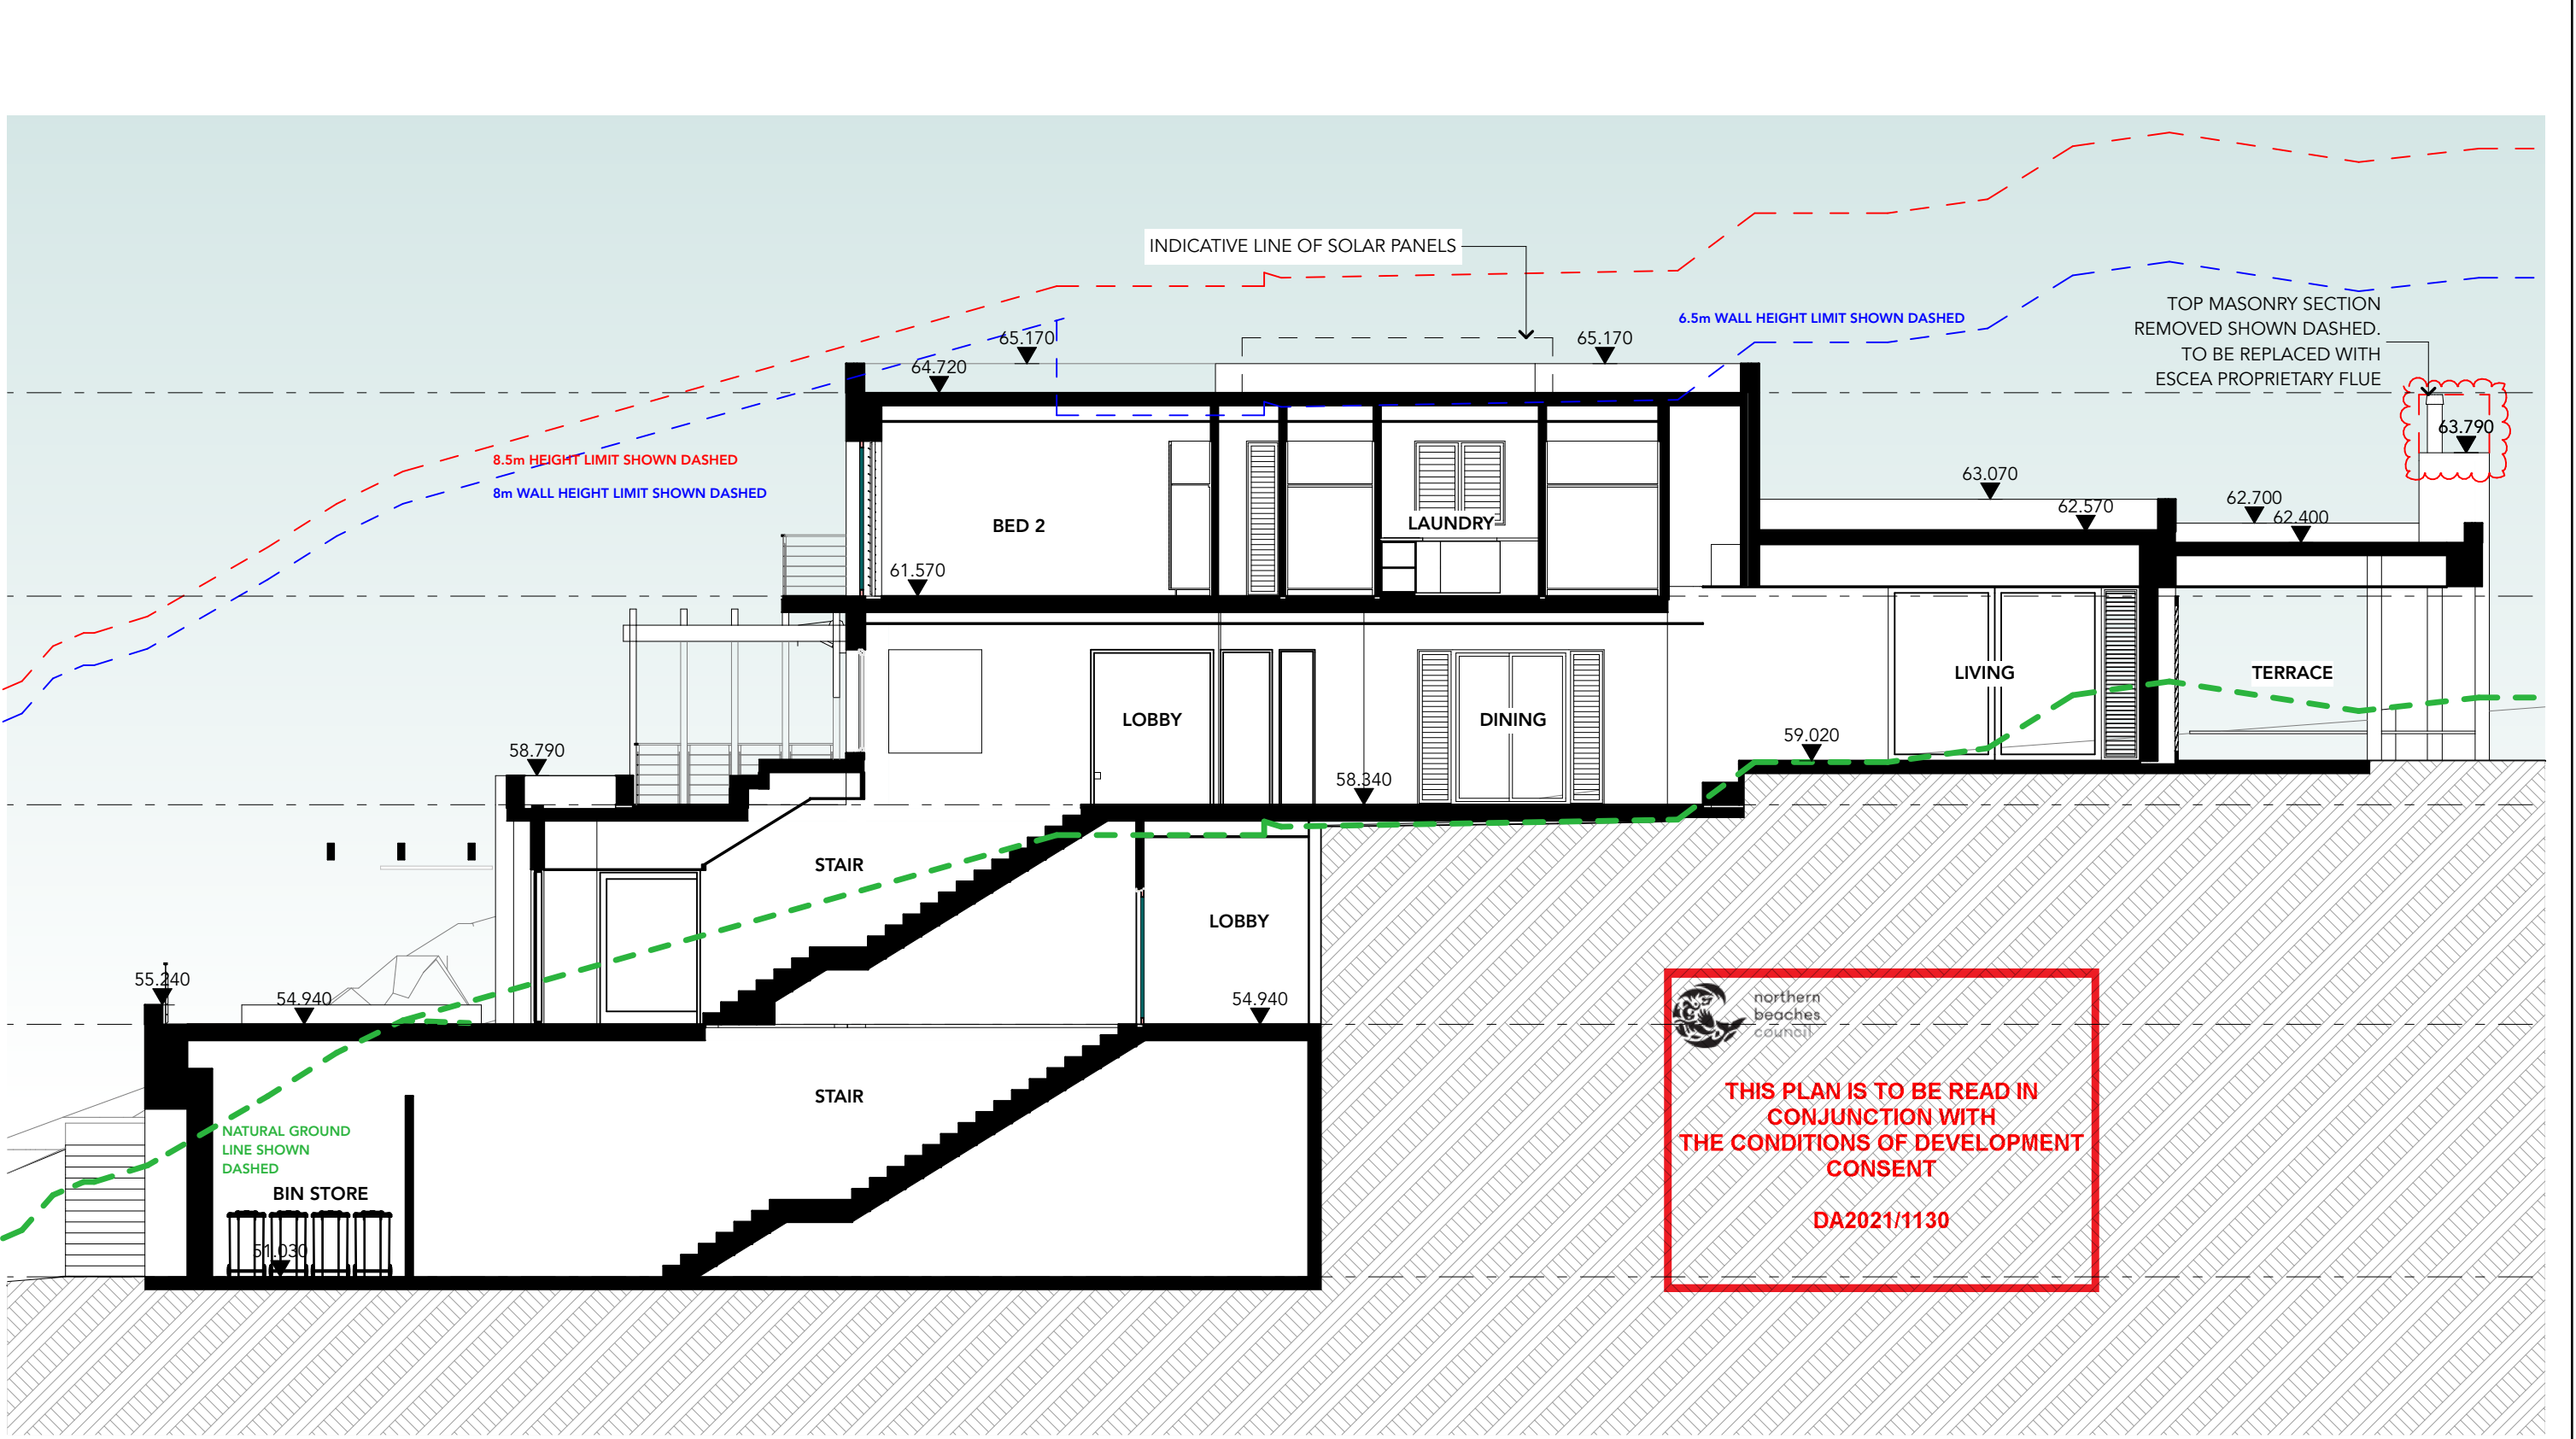 INDICATIVE LINE OF SOLAR PANELS
6.5m WALL HEIGHT LIMIT SHOWN DASHED
TOP MASONRY SECTION
REMOVED SHOWN DASHED.
TO BE REPLACED WITH
ESCEA PROPRIETARY FLUE
65.170
65.170
64.720
63.790
8.5m HEIGHT LIMIT SHOWN DASHED
8m WALL HEIGHT LIMIT SHOWN DASHED
63.070
62.570
62.700
62.400
BED 2
LAUNDRY
61.570
LIVING
TERRACE
LOBBY
DINING
58.790
58.340
59.020
STAIR
LOBBY
55.240
54.940
54.940
northern
beaches
council
STAIR
THIS PLAN IS TO BE READ IN
CONJUNCTION WITH
THE CONDITIONS OF DEVELOPMENT
CONSENT
DA2021/1130
NATURAL GROUND
LINE SHOWN
DASHED
BIN STORE
51.030